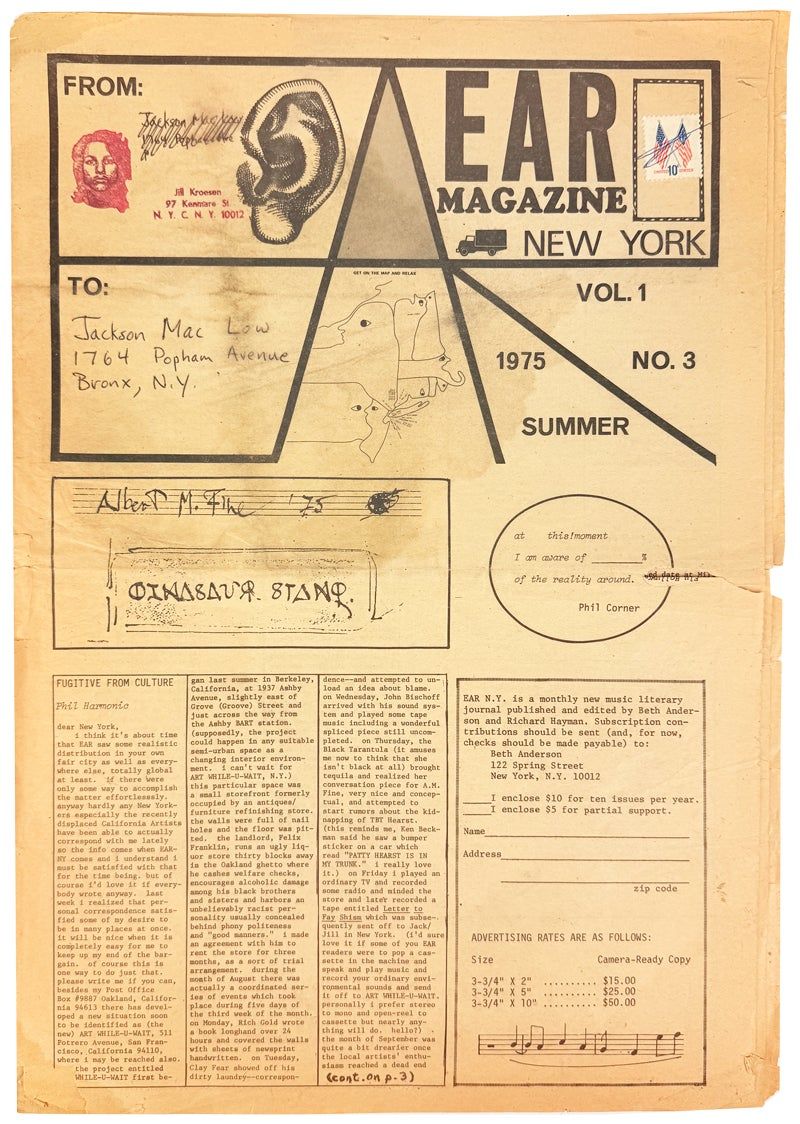 FROM:
Jackson Mac Low
1764 Popham Avenue
Jill Kroesen
97 Kenmare St
N. Y. C. N. Y. 10012
EAR
MAGAZINE
NEW YORK
10c
TO:
Jackson Mac Low
1764 Popham Avenue
Bronx, N.Y.
GET ON THE MAP AND RELAX
VOL. 1
1975
NO. 3
SUMMER
Albert M. Fine '75
DINASAUR STAMP.
at this!moment
I am aware of ________%
of the reality around.
Phil Corner
FUGITIVE FROM CULTURE
Phil Harmonic
dear New York,
i think it's about time
that EAR saw some realistic
distribution in your own
fair city as well as every-
where else, totally global
at least. if there were
only some way to accomplish
the matter effortlesssly.
anyway hardly any New York-
ers especially the recently
displaced California Artists
have been able to actually
correspond with me lately
so the info comes when EAR-
NY comes and i understand i
must be satisfied with that
for the time being. but of
course i'd love it if every-
body wrote anyway. last
week i realized that per-
sonal correspondence satis-
fied some of my desire to
be in many places at once.
it will be nice when it is
completely easy for me to
keep up my end of the bar-
gain. of course this is
one way to do just that.
please write me if you can,
besides my Post Office
Box #9887 Oakland, Califor-
nia 94613 there has devel-
oped a new situation soon
to be identified as (the
new) ART WHILE-U-WAIT, 511
Potrero Avenue, San Fran-
cisco, California 94110,
where i may be reached also.
the project entitled
WHILE-U-WAIT first be-
gan last summer in Berkeley,
California, at 1937 Ashby
Avenue, slightly east of
Grove (Groove) Street and
just across the way from
the Ashby BART station.
(supposedly, the project
could happen in any suitable
semi-urban space as a
changing interior environ-
ment. i can't wait for
ART WHILE-U-WAIT, N.Y.)
this particular space was
a small storefront formerly
occupied by an antiques/
furniture refinishing store.
the walls were full of nail
holes and the floor was pit-
ted. the landlord, Felix
Franklin, runs an ugly liq-
uor store thirty blocks away
in the Oakland ghetto where
he cashes welfare checks,
encourages alcoholic damage
among his black brothers
and sisters and harbors an
unbelievably racist per-
sonality usually concealed
behind phony politeness
and "good manners." i made
an agreement with him to
rent the store for three
months, as a sort of trial
arrangement. during the
month of August there was
actually a coordinated ser-
ies of events which took
place during five days of
the third week of the month.
on Monday, Rich Gold wrote
a book longhand over 24
hours and covered the walls
with sheets of newsprint
handwritten. on Tuesday,
Clay Fear showed off his
dirty laundry--correspon-
dence--and attempted to un-
load an idea about blame.
on Wednesday, John Bischoff
arrived with his sound sys-
tem and played some tape
music including a wonderful
spliced piece still uncom-
pleted. on Thursday, the
Black Tarantula (it amuses
me now to think that she
isn't black at all) brought
tequila and realized her
conversation piece for A.M.
Fine, very nice and concep-
tual, and attempted to
start rumors about the kid-
napping of TBT Hearst.
(this reminds me, Ken Beck-
man said he saw a bumper
sticker on a car which
read "PATTY HEARST IS IN
MY TRUNK." i really love
it.) on Friday i played an
ordinary TV and recorded
some radio and minded the
store and later recorded a
tape entitled Letter to
Fay Shism which was subse-
quently sent off to Jack/
Jill in New York. (i'd sure
love it if some of you EAR
readers were to pop a cas-
sette in the machine and
speak and play music and
record your ordinary envi-
ronmental sounds and send
it off to ART WHILE-U-WAIT.
personally i prefer stereo
to mono and open-reel to
cassette but nearly any-
thing will do. hello?) .
the month of September was
quite a bit drearier once
the local artists' enthu-
siasm reached a dead end
(cont. on p. 3)
EAR N.Y. is a monthly new music literary
journal published and edited by Beth Ander-
son and Richard Hayman. Subscription con-
tributions should be sent (and, for now,
checks should be made payable) to:
Beth Anderson
122 Spring Street
New York, N.Y. 10012
_____I enclose $10 for ten issues per year.
_____I enclose $5 for partial support.
Name
Address
zip code
ADVERTISING RATES ARE AS FOLLOWS:
Size Camera-Ready Copy
3-3/4" X 2" .......... $15.00
3-3/4" X 5" .......... $25.00
3-3/4" X 10" ......... $50.00